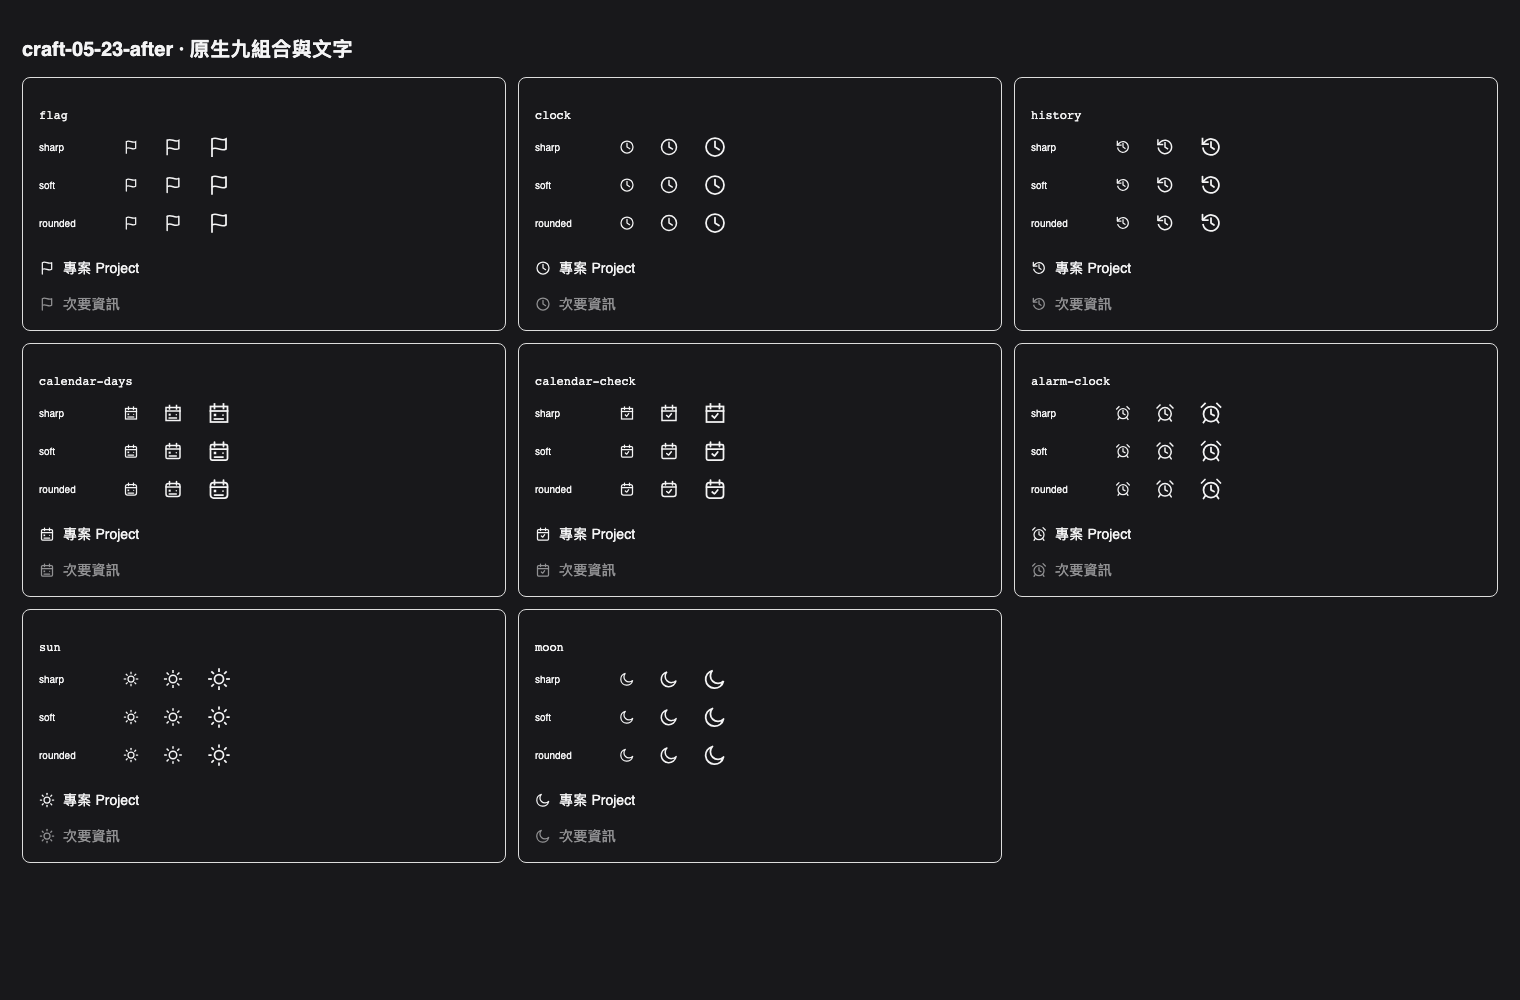 craft-05-23-after · 原生九組合與文字
flag
sharp
soft
rounded
專案 Project
次要資訊
clock
sharp
soft
rounded
專案 Project
次要資訊
history
sharp
soft
rounded
專案 Project
次要資訊
calendar-days
sharp
soft
rounded
專案 Project
次要資訊
calendar-check
sharp
soft
rounded
專案 Project
次要資訊
alarm-clock
sharp
soft
rounded
專案 Project
次要資訊
sun
sharp
soft
rounded
專案 Project
次要資訊
moon
sharp
soft
rounded
專案 Project
次要資訊